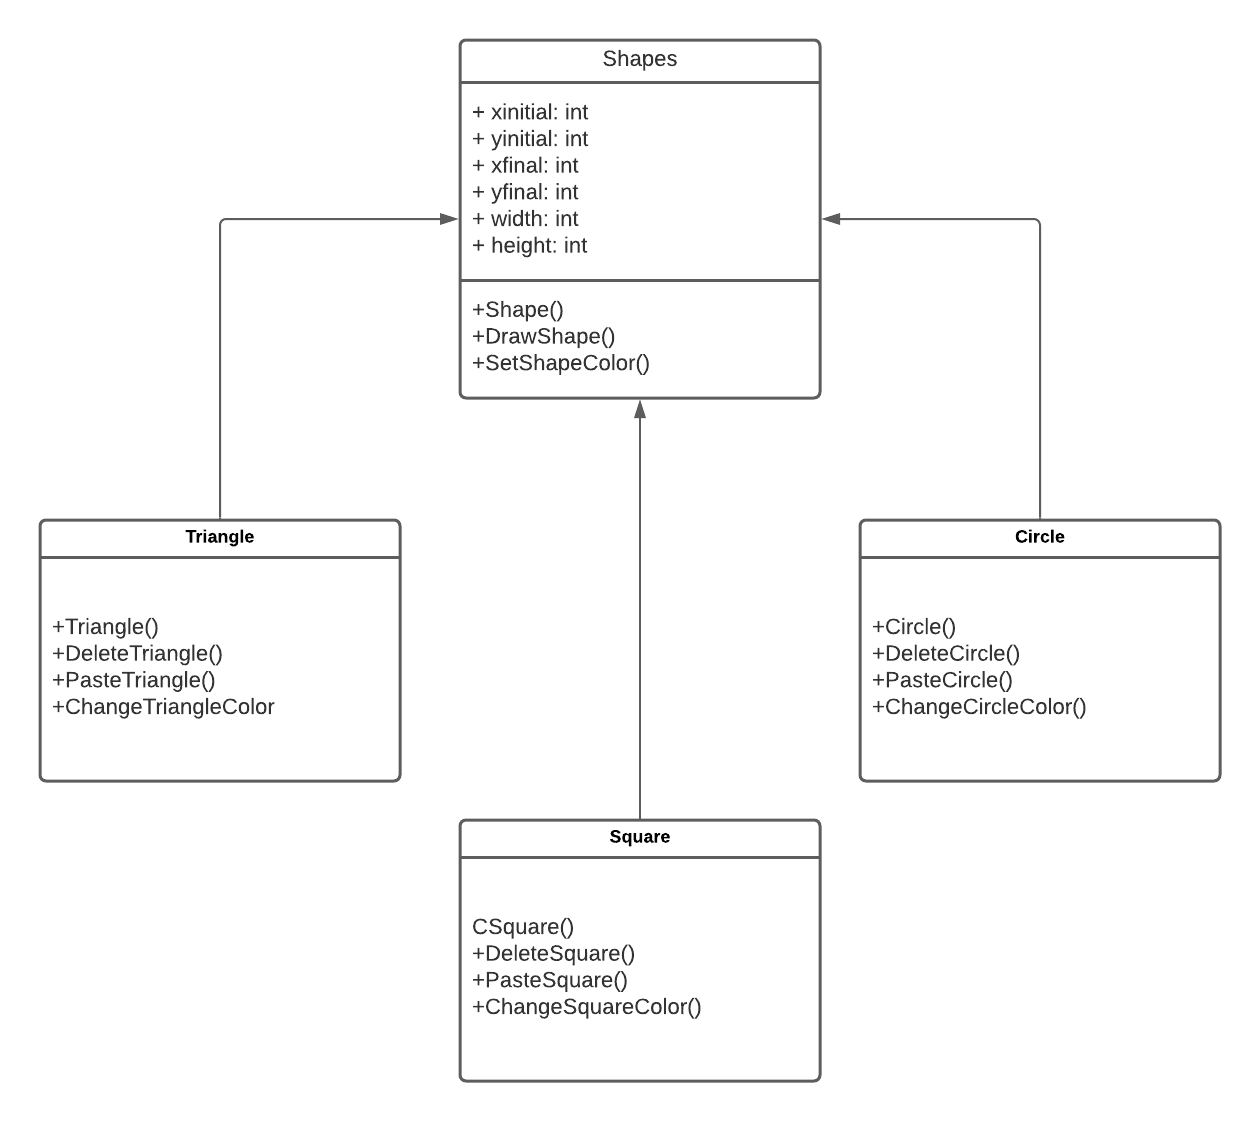 Shapes
+ xinitial: int
+ yinitial: int
+ xfinal: int
+ yfinal: int
+ width: int
+ height: int
+Shape()
+DrawShape()
+SetShapeColor()
Triangle
+Triangle()
+DeleteTriangle()
+PasteTriangle()
+ChangeTriangleColor
Circle
+Circle()
+DeleteCircle()
+PasteCircle()
+ChangeCircleColor()
Square
CSquare()
+DeleteSquare()
+PasteSquare()
+ChangeSquareColor()